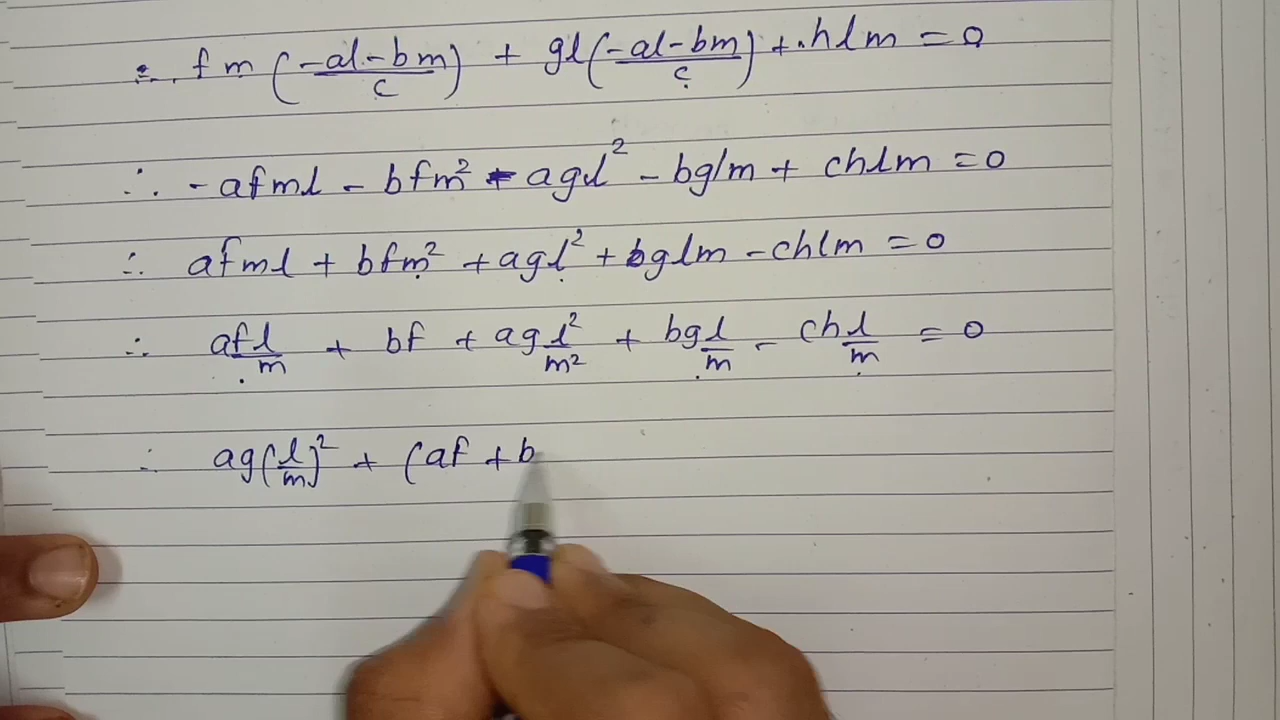 ∴ fm((-al-bm)/c) + gl((-al-bm)/c) + hlm = 0
∴ -afml - bfm² - agl² - bglm + chlm = 0
∴ afml + bfm² + agl² + bglm - chlm = 0
∴ af l/m + bf + ag l²/m² + bg l/m - ch l/m = 0
∴ ag(l/m)² + (af + b